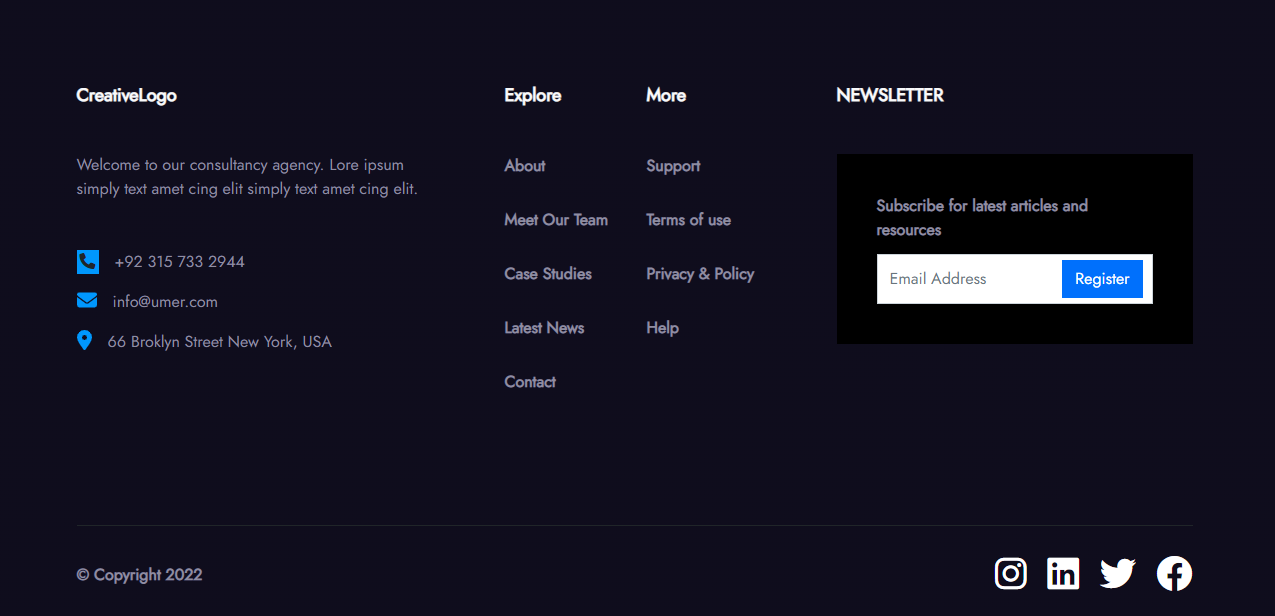 CreativeLogo
Welcome to our consultancy agency. Lore ipsum
simply text amet cing elit simply text amet cing elit.
+92 315 733 2944
info@umer.com
66 Broklyn Street New York, USA
Explore
About
Meet Our Team
Case Studies
Latest News
Contact
More
Support
Terms of use
Privacy & Policy
Help
NEWSLETTER
Subscribe for latest articles and
resources
Email Address
Register
© Copyright 2022